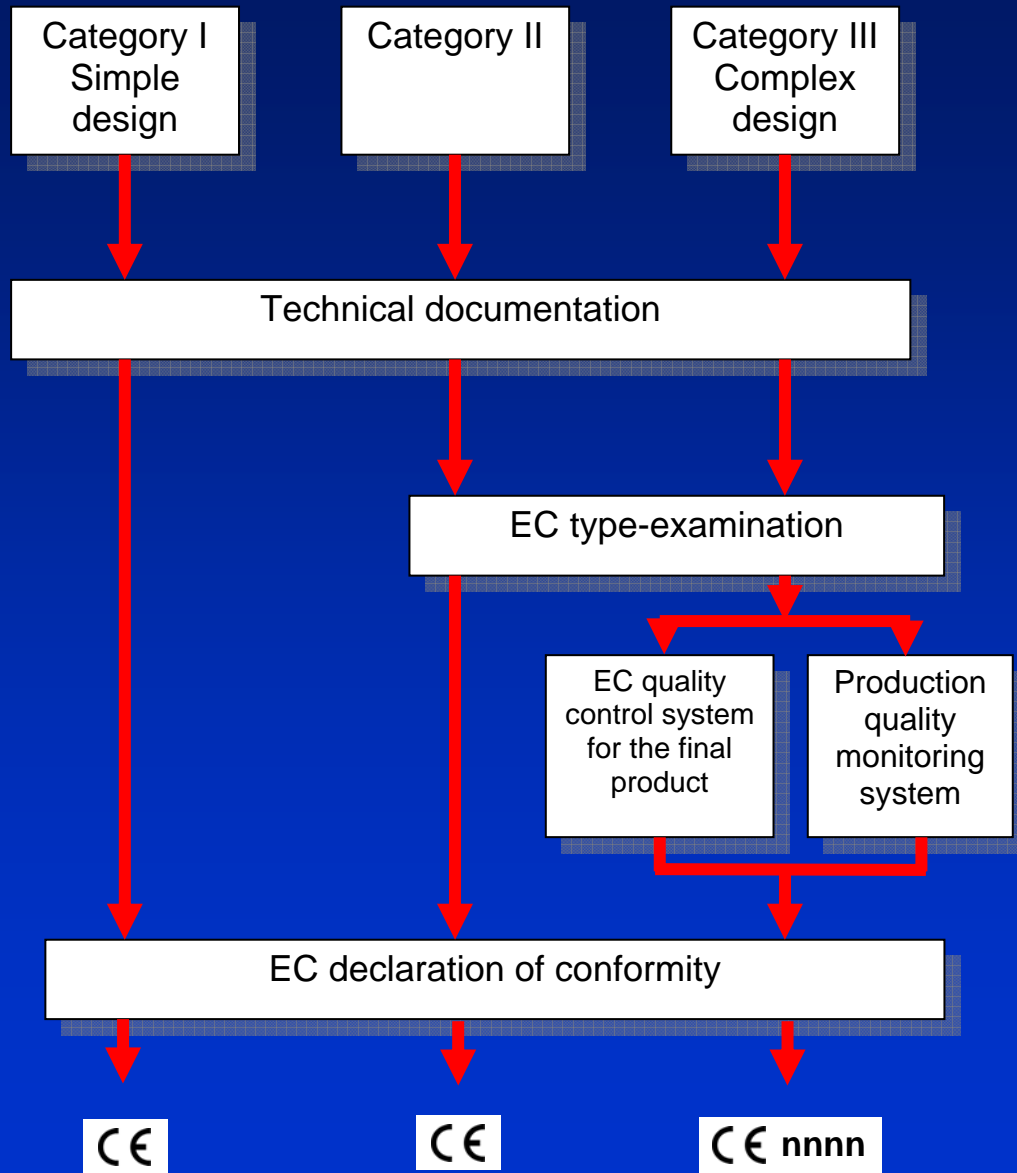 Category I
Simple
design
Category II
Category III
Complex
design
Technical documentation
EC type-examination
EC quality
control system
for the final
product
Production
quality
monitoring
system
EC declaration of conformity
CE
CE
CE nnnn